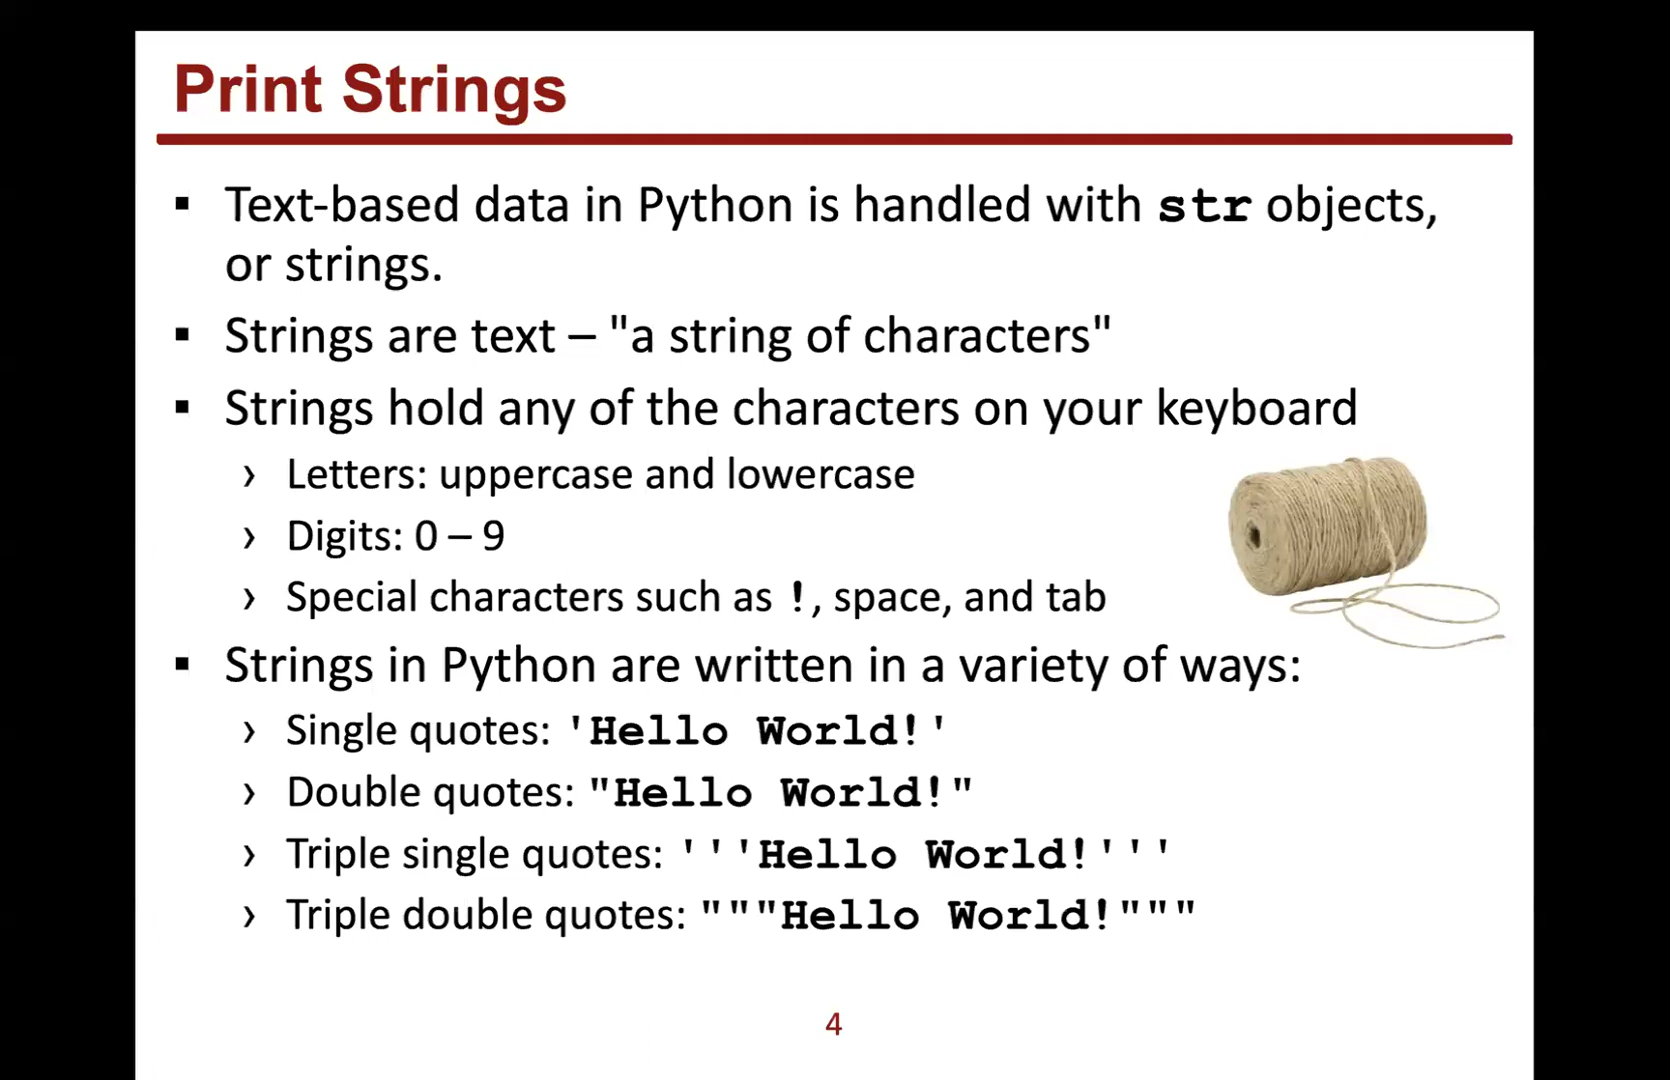 Print Strings
▪ Text-based data in Python is handled with str objects,
or strings.
▪ Strings are text – "a string of characters"
▪ Strings hold any of the characters on your keyboard
› Letters: uppercase and lowercase
› Digits: 0 – 9
› Special characters such as !, space, and tab
▪ Strings in Python are written in a variety of ways:
› Single quotes: 'Hello World!'
› Double quotes: "Hello World!"
› Triple single quotes: '''Hello World!'''
› Triple double quotes: """Hello World!"""
4